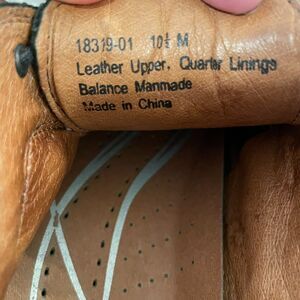 18319-01 10½ M
Leather Upper, Quarter Linings
Balance Manmade
Made in China